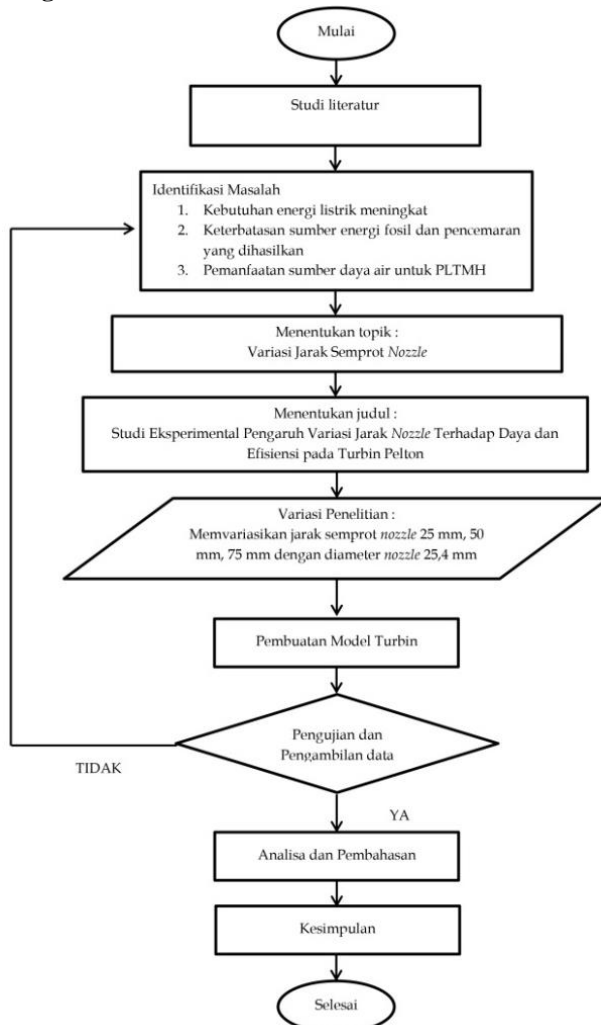 Mulai
Studi literatur
Identifikasi Masalah
1. Kebutuhan energi listrik meningkat
2. Keterbatasan sumber energi fosil dan pencemaran
yang dihasilkan
3. Pemanfaatan sumber daya air untuk PLTMH
Menentukan topik :
Variasi Jarak Semprot Nozzle
Menentukan judul :
Studi Eksperimental Pengaruh Variasi Jarak Nozzle Terhadap Daya dan
Efisiensi pada Turbin Pelton
Variasi Penelitian :
Memvariasikan jarak semprot nozzle 25 mm, 50
mm, 75 mm dengan diameter nozzle 25,4 mm
Pembuatan Model Turbin
Pengujian dan
Pengambilan data
TIDAK
YA
Analisa dan Pembahasan
Kesimpulan
Selesai